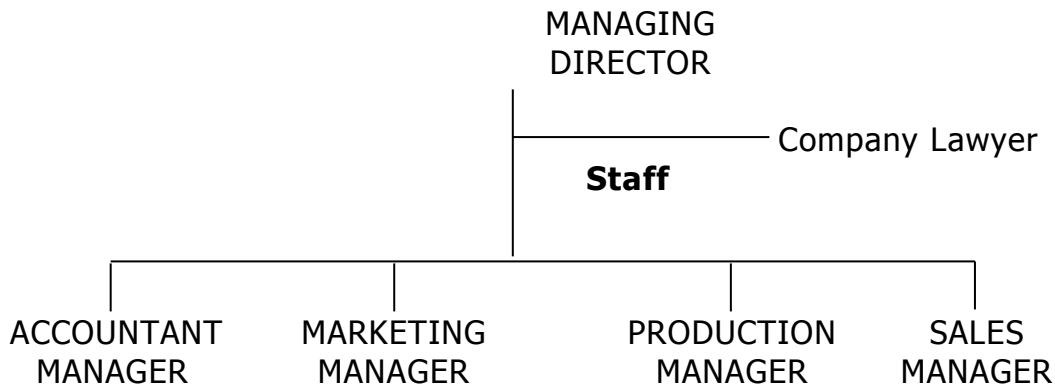 MANAGING
DIRECTOR
Company Lawyer
Staff
ACCOUNTANT
MANAGER
MARKETING
MANAGER
PRODUCTION
MANAGER
SALES
MANAGER